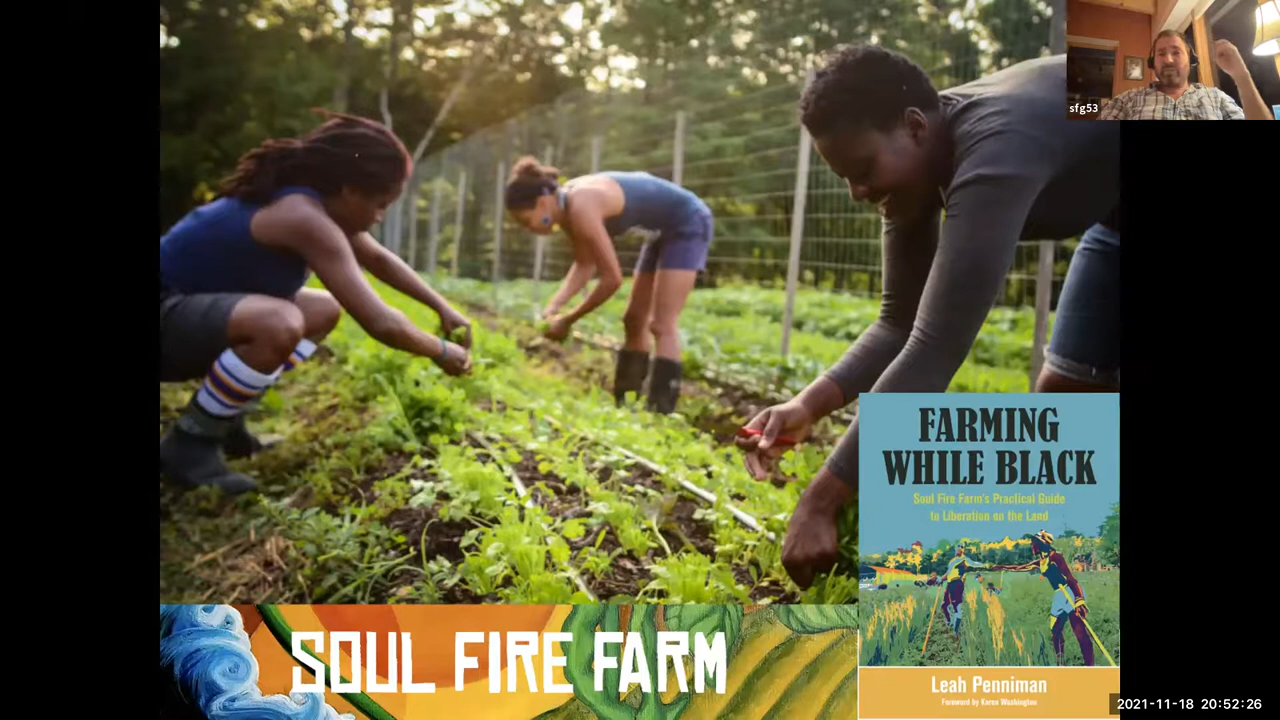 sfg53
FARMING
WHILE BLACK
Soul Fire Farm's Practical Guide
to Liberation on the Land
SOUL FIRE FARM
Leah Penniman
Foreword by Karen Washington
2021-11-18 20:52:26